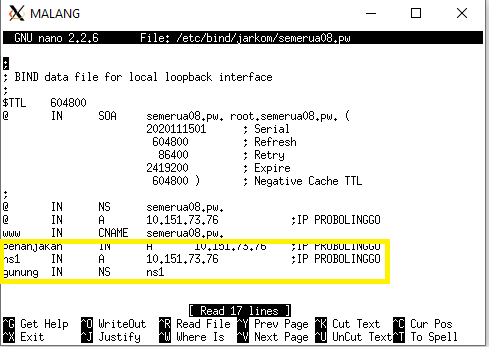 MALANG
GNU nano 2.2.6 File: /etc/bind/jarkom/semerua08.pw
;
; BIND data file for local loopback interface
;
$TTL 604800
@ IN SOA semerua08.pw. root.semerua08.pw. (
2020111501 ; Serial
604800 ; Refresh
86400 ; Retry
2419200 ; Expire
604800 ) ; Negative Cache TTL
;
@ IN NS semerua08.pw.
@ IN A 10.151.73.76 ;IP PROBOLINGGO
www IN CNAME semerua08.pw.
penanjakan IN A 10.151.73.76 ;IP PROBOLINGGO
ns1 IN A 10.151.73.76 ;IP PROBOLINGGO
gunung IN NS ns1
[ Read 17 lines ]
^G Get Help ^O WriteOut ^R Read File ^Y Prev Page ^K Cut Text ^C Cur Pos
^X Exit ^J Justify ^W Where Is ^V Next Page ^U UnCut Text ^T To Spell